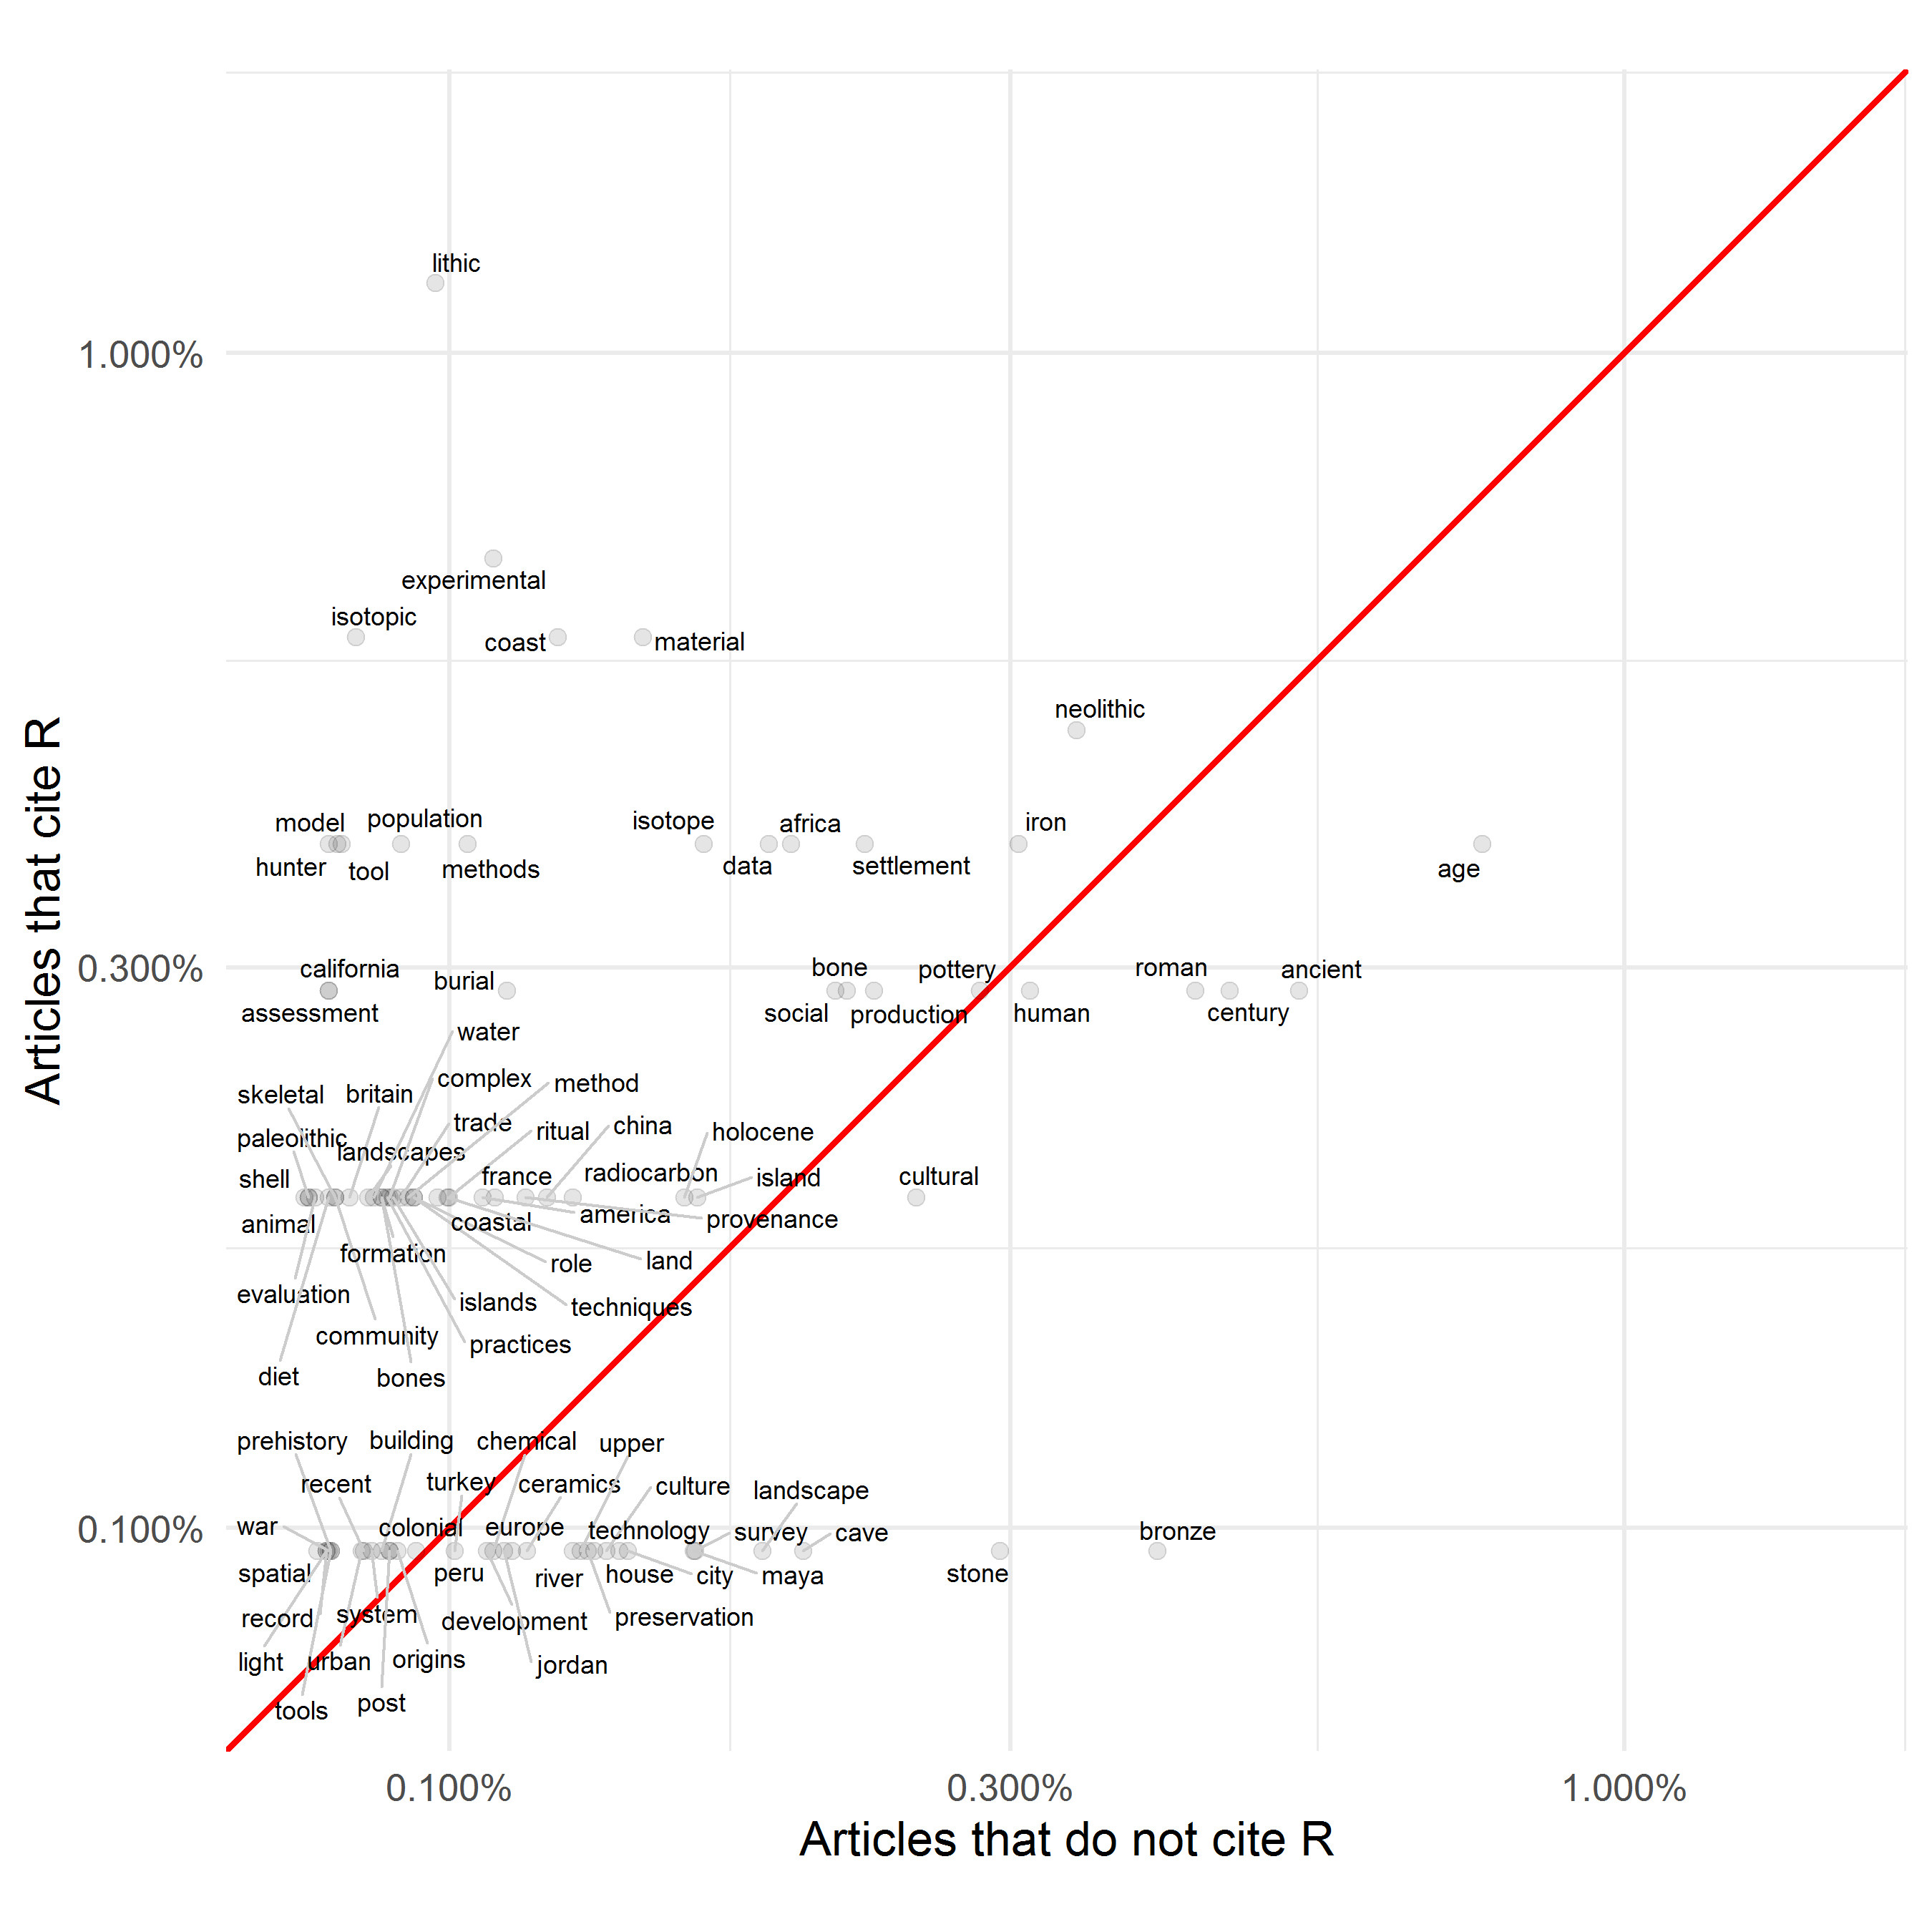 lithic
1.000%
experimental
isotopic
coast
material
neolithic
model
population
isotope
africa
iron
hunter
tool
methods
data
settlement
age
0.300%
california
burial
bone
pottery
roman
ancient
assessment
social
production
human
century
water
complex
method
skeletal
britain
trade
ritual
china
holocene
paleolithic
landscapes
shell
france
radiocarbon
island
cultural
animal
coastal
america
provenance
formation
role
land
evaluation
islands
techniques
community
practices
diet
bones
prehistory
building
chemical
upper
recent
turkey
ceramics
culture
landscape
0.100%
war
colonial
europe
technology
survey
cave
bronze
spatial
peru
river
house
city
maya
stone
record
system
development
preservation
light
urban
origins
jordan
tools
post
Articles that cite R
0.100%
0.300%
1.000%
Articles that do not cite R